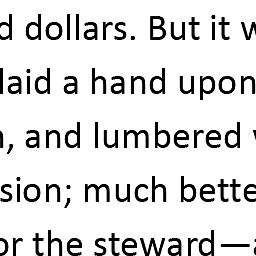 d dollars. But it w
laid a hand upon
n, and lumbered
sion; much bette
or the steward—a